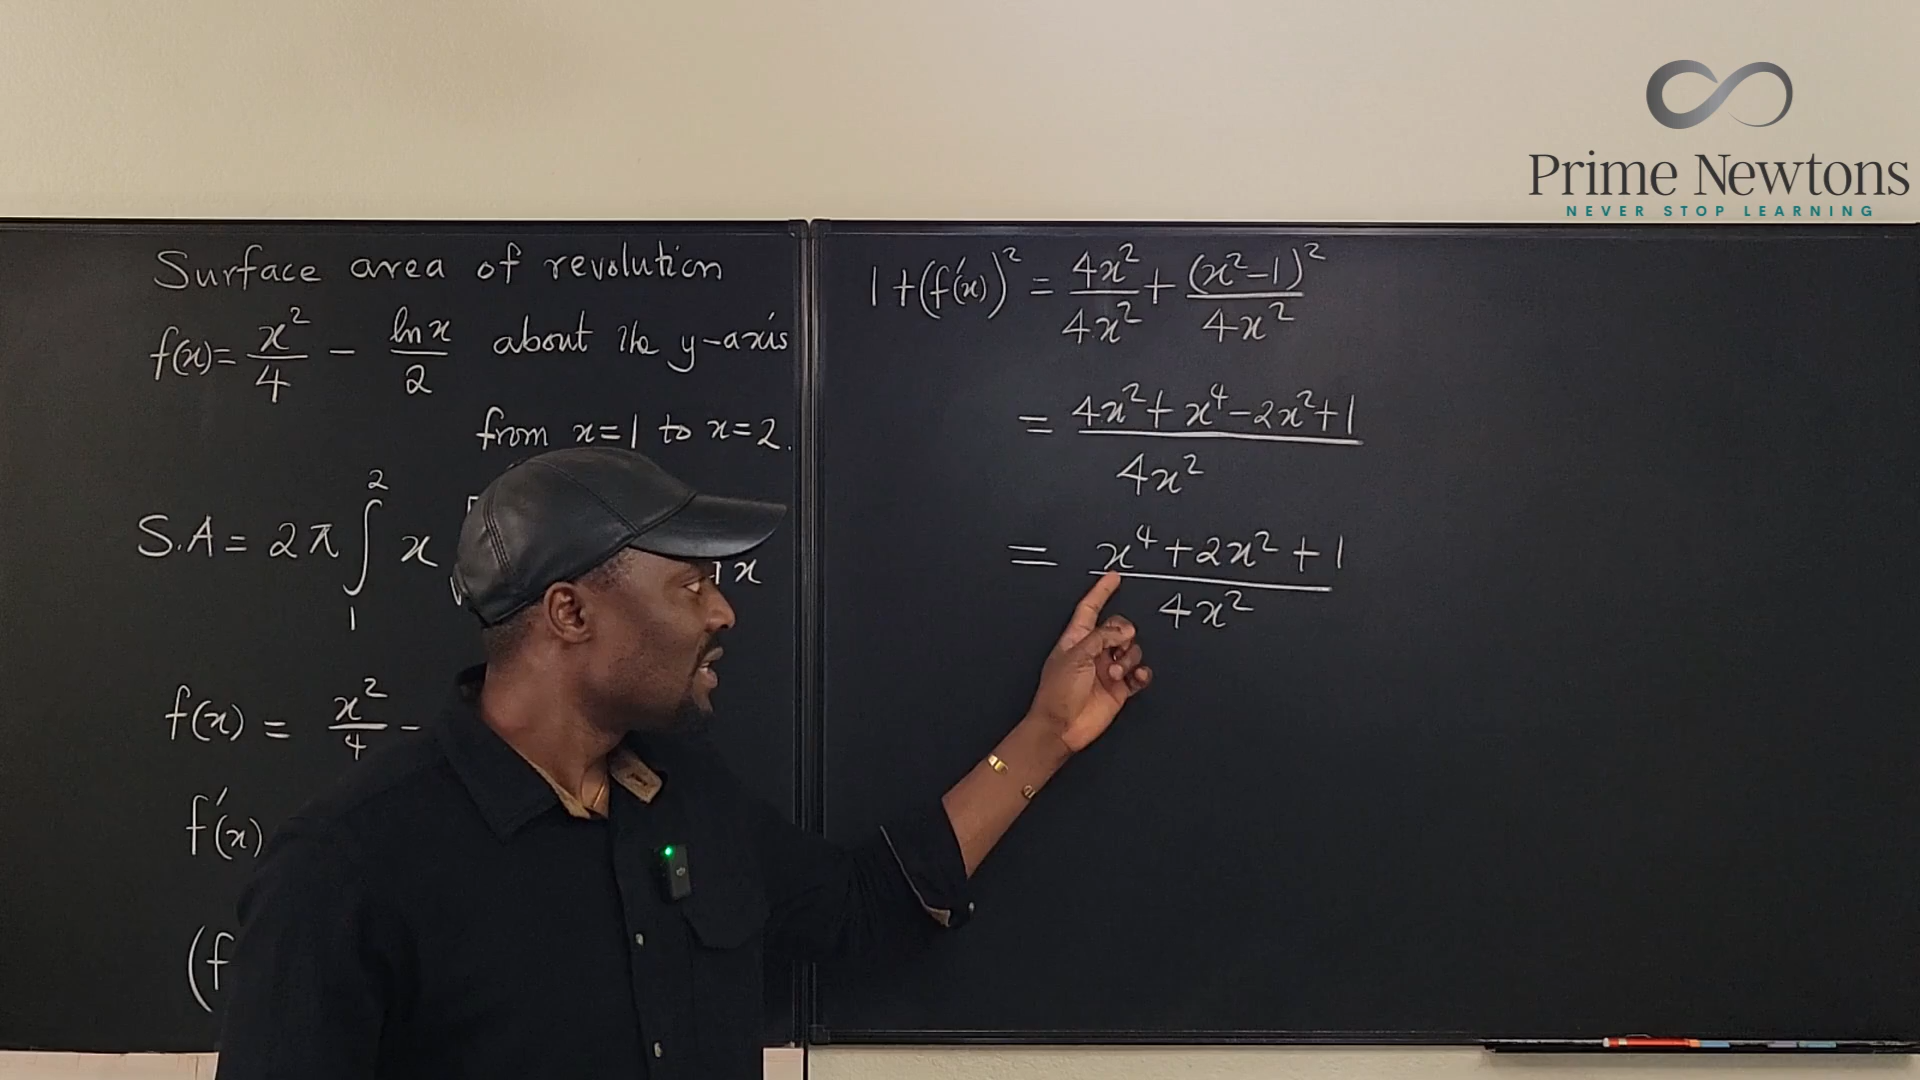 Prime Newtons
NEVER STOP LEARNING
Surface area of revolution
f(x) = x²/4 - ln x/2 about the y-axis
from x=1 to x=2.
S.A = 2π ∫₁² x
x
f(x) = x²/4 -
f'(x)
(f
1+(f'(x))² = 4x²/4x² + (x²-1)²/4x²
= (4x²+x⁴-2x²+1)/4x²
= (x⁴+2x²+1)/4x²